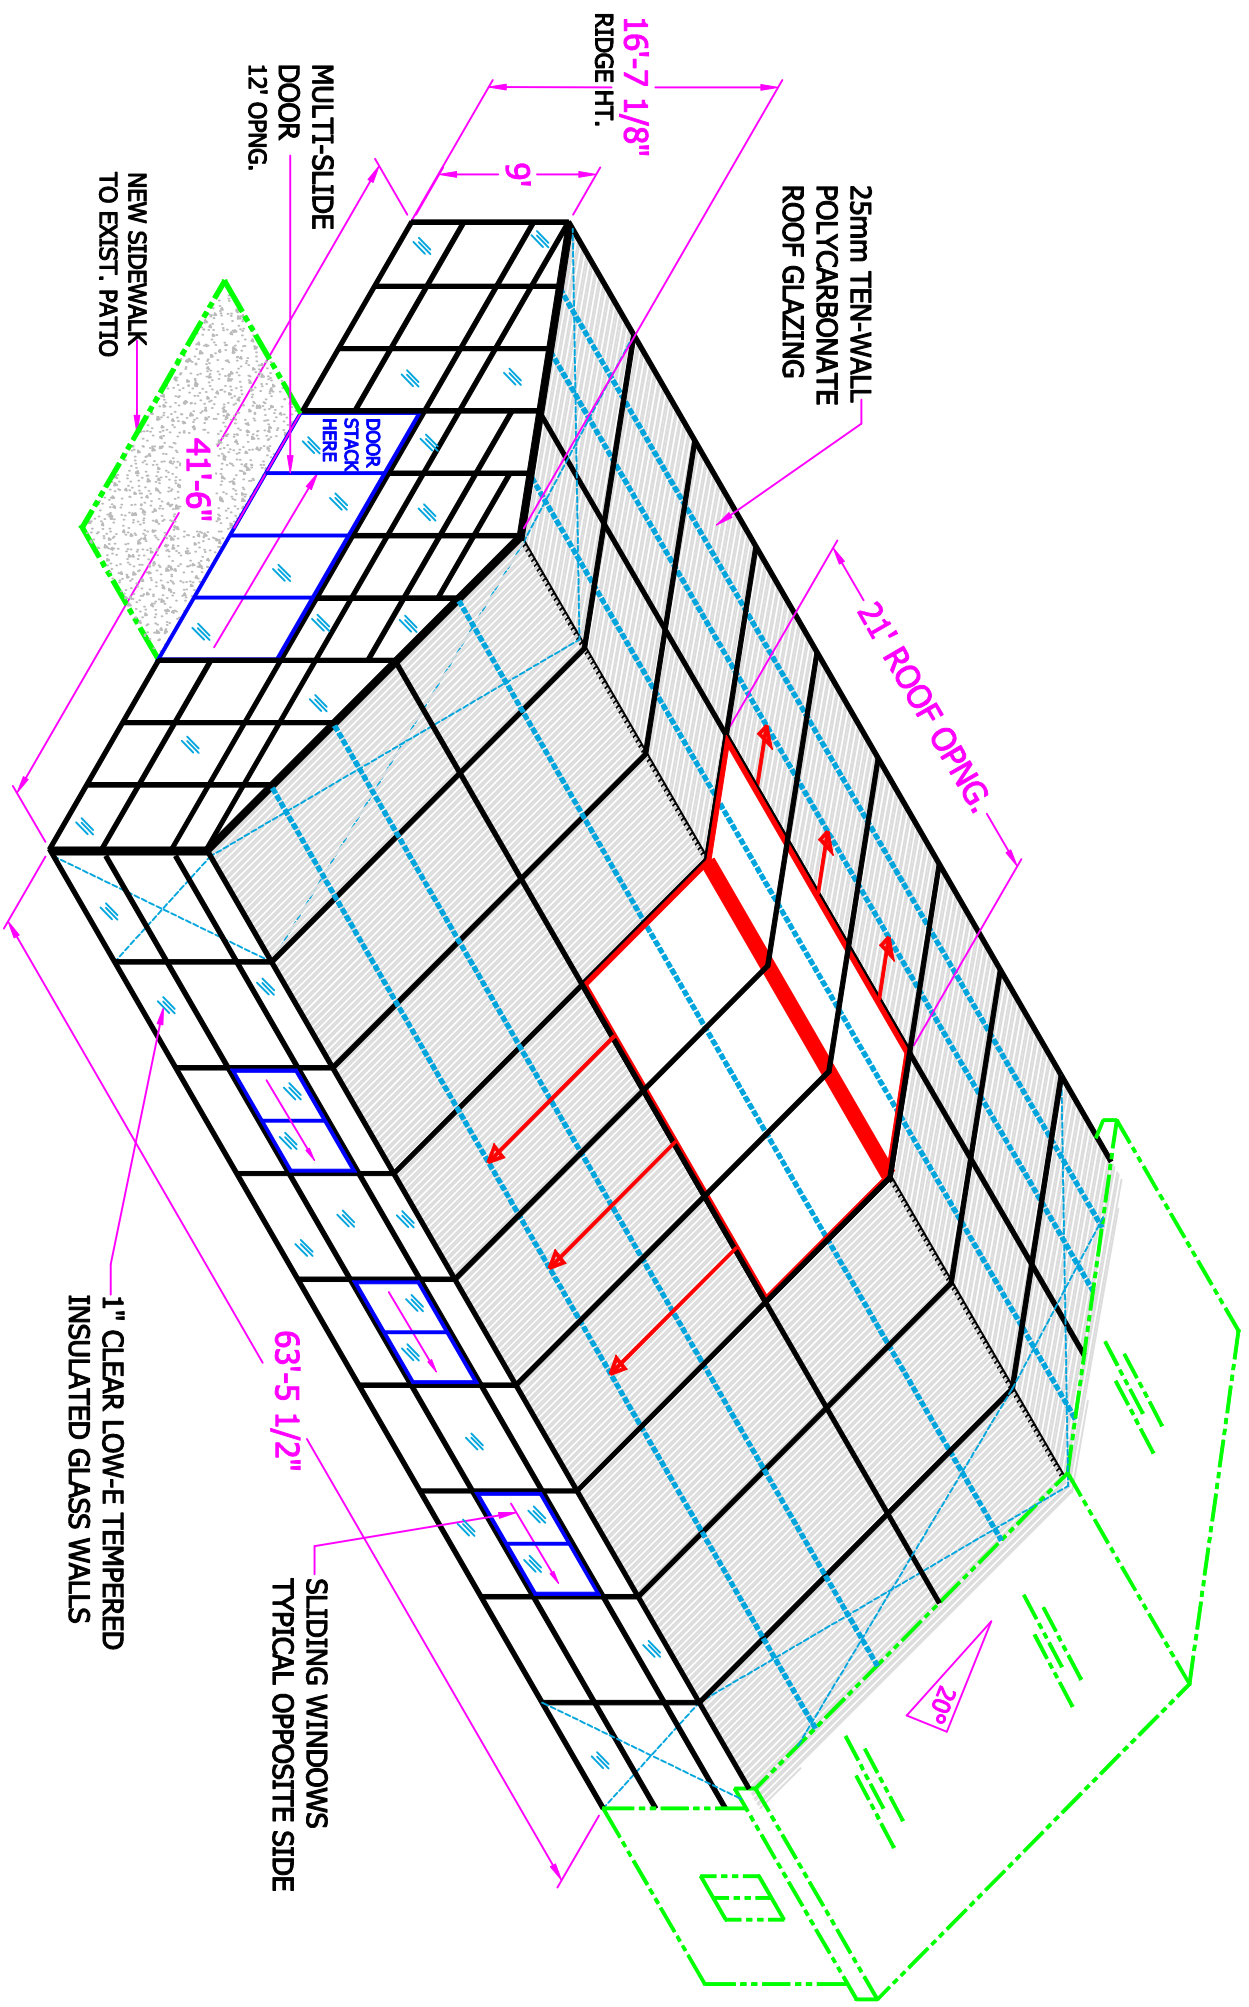 16'-7 1/8"
RIDGE HT.
9'
MULTI-SLIDE
DOOR
12' OPNG.
NEW SIDEWALK
TO EXIST. PATIO
25mm TEN-WALL
POLYCARBONATE
ROOF GLAZING
DOOR
STACK
HERE
41'-6"
21' ROOF OPNG.
63'-5 1/2"
1" CLEAR LOW-E TEMPERED
INSULATED GLASS WALLS
SLIDING WINDOWS
TYPICAL OPPOSITE SIDE
20°